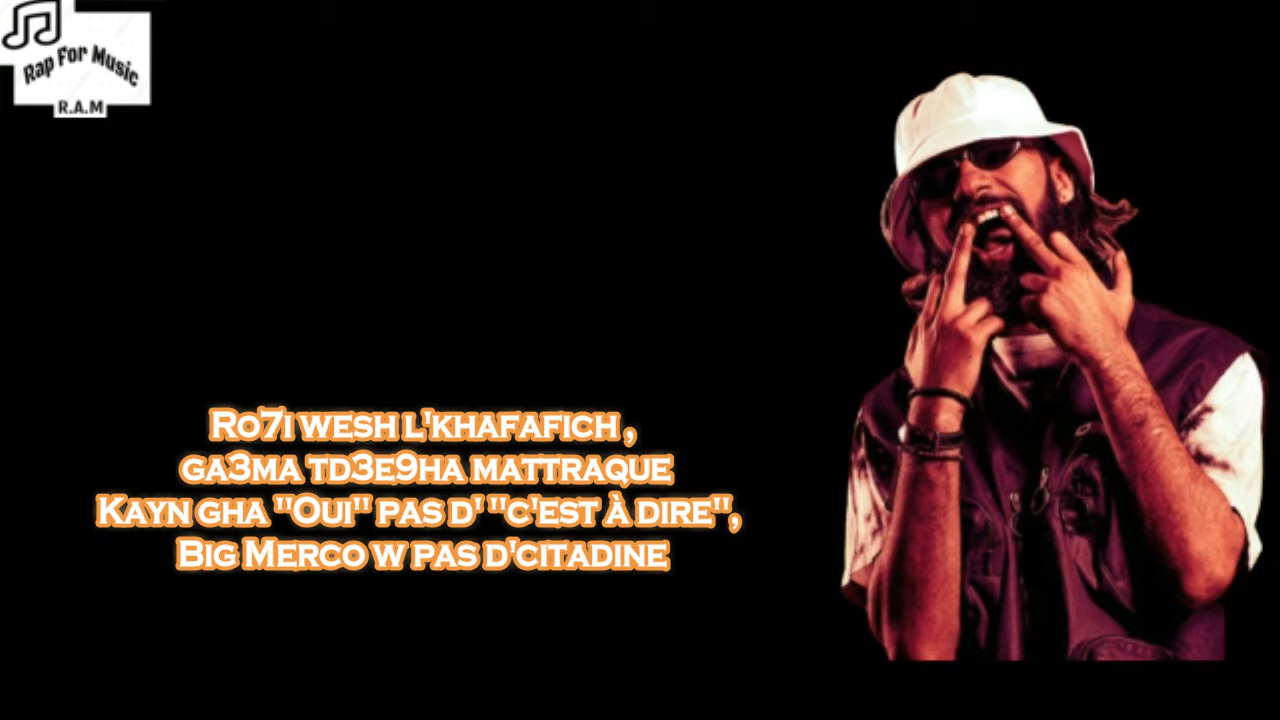 Rap For Music
R.A.M
Ro7i wesh l'khafafich ,
ga3ma td3e9ha mattraque
Kayn gha "Oui" pas d' "c'est à dire",
Big Merco w pas d'citadine